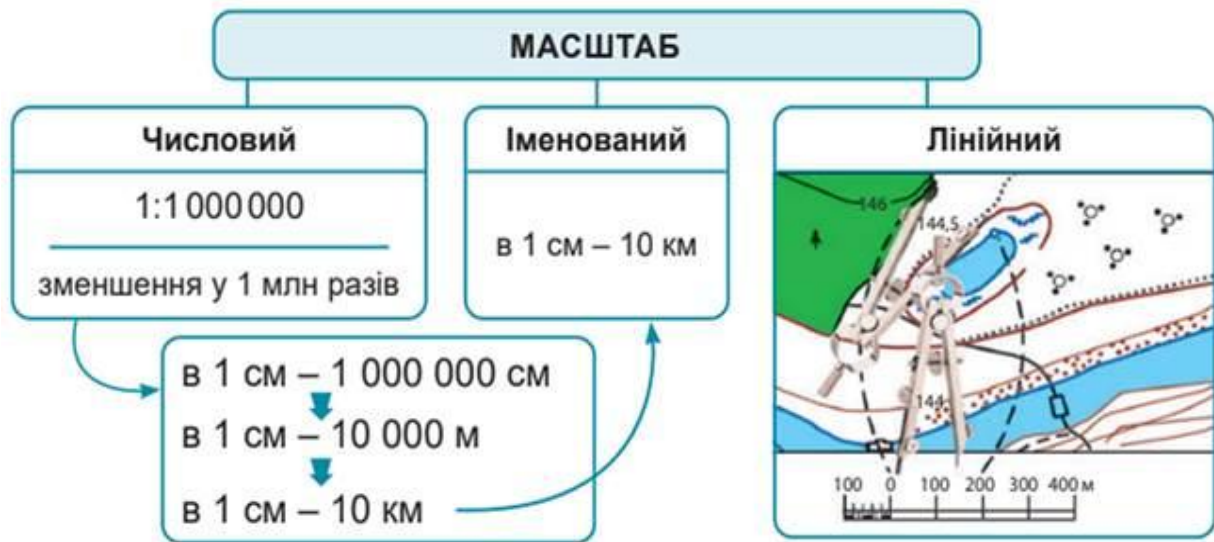 МАСШТАБ
Числовий
1:1 000 000
зменшення у 1 млн разів
Іменований
в 1 см – 10 км
Лінійний
146
144,5
144
100 0 100 200 300 400 м
в 1 см – 1 000 000 см
в 1 см – 10 000 м
в 1 см – 10 км